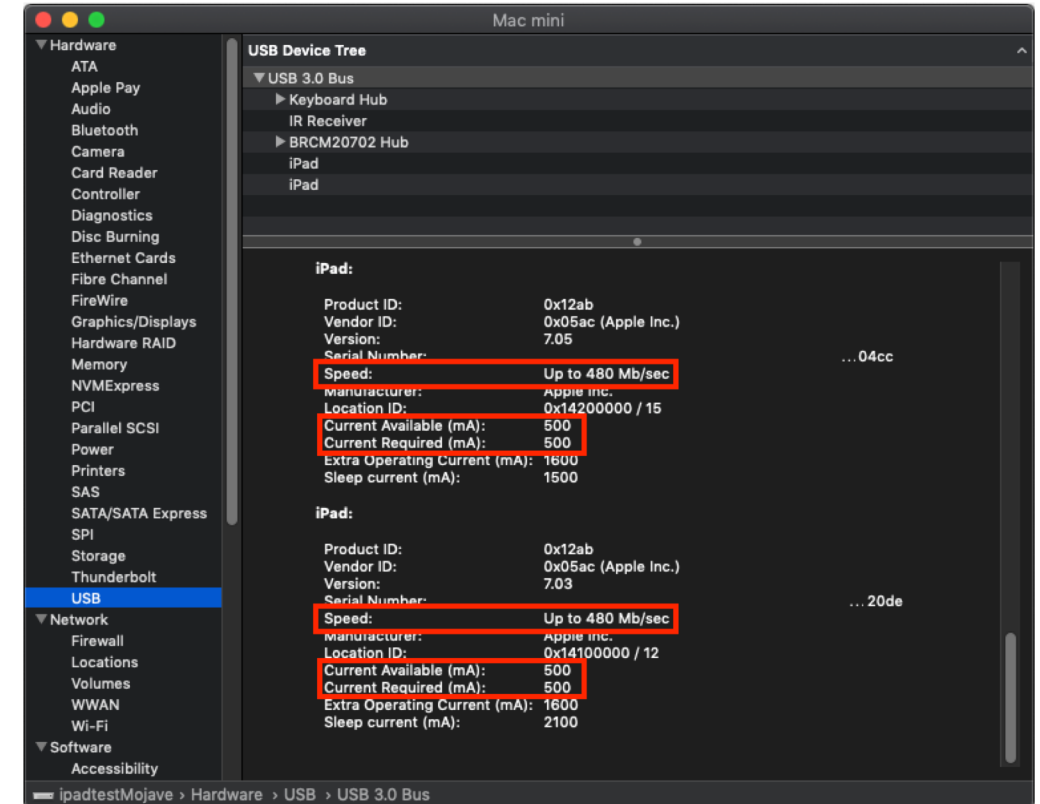 Mac mini
Hardware
ATA
Apple Pay
Audio
Bluetooth
Camera
Card Reader
Controller
Diagnostics
Disc Burning
Ethernet Cards
Fibre Channel
FireWire
Graphics/Displays
Hardware RAID
Memory
NVMExpress
PCI
Parallel SCSI
Power
Printers
SAS
SATA/SATA Express
SPI
Storage
Thunderbolt
USB
Network
Firewall
Locations
Volumes
WWAN
Wi-Fi
Software
Accessibility
USB Device Tree
USB 3.0 Bus
Keyboard Hub
IR Receiver
BRCM20702 Hub
iPad
iPad
iPad:
Product ID: 0x12ab
Vendor ID: 0x05ac (Apple Inc.)
Version: 7.05
Serial Number: ...04cc
Speed: Up to 480 Mb/sec
Manufacturer: Apple Inc.
Location ID: 0x14200000 / 15
Current Available (mA): 500
Current Required (mA): 500
Extra Operating Current (mA): 1600
Sleep current (mA): 1500
iPad:
Product ID: 0x12ab
Vendor ID: 0x05ac (Apple Inc.)
Version: 7.03
Serial Number: ...20de
Speed: Up to 480 Mb/sec
Manufacturer: Apple Inc.
Location ID: 0x14100000 / 12
Current Available (mA): 500
Current Required (mA): 500
Extra Operating Current (mA): 1600
Sleep current (mA): 2100
ipadtestMojave › Hardware › USB › USB 3.0 Bus